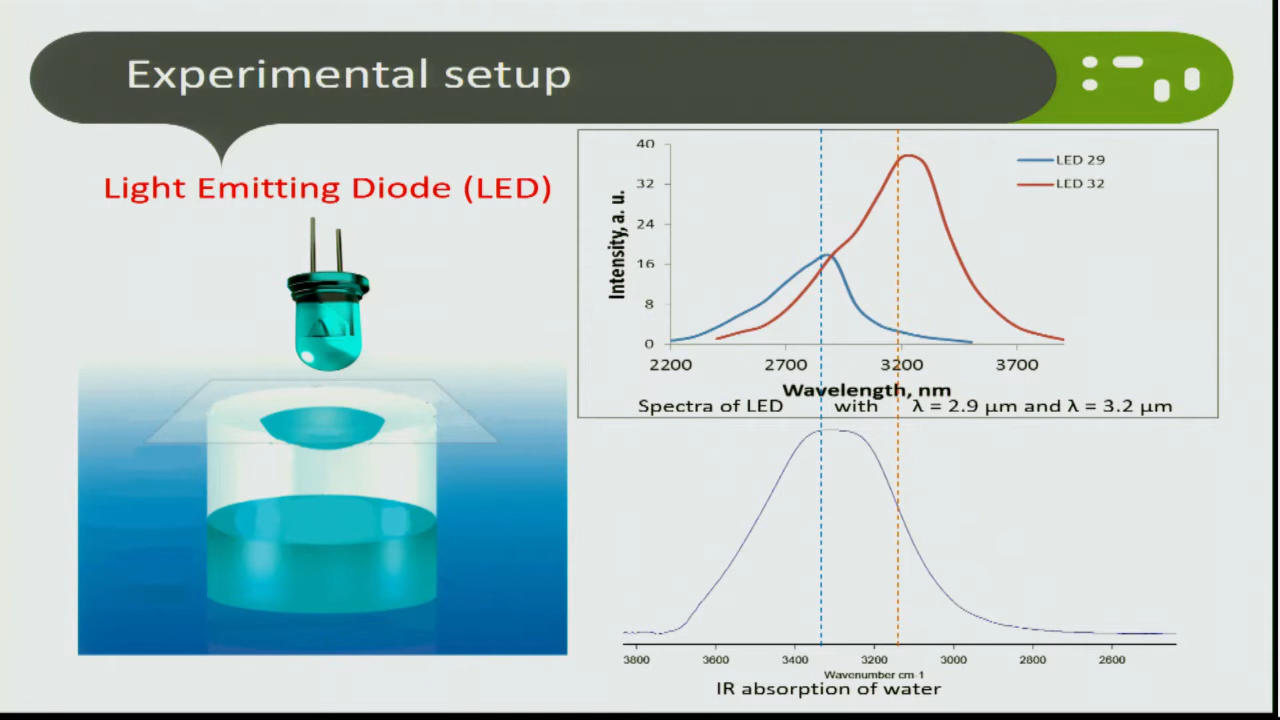 Experimental setup
Light Emitting Diode (LED)
40
32
24
16
8
0
Intensity, a. u.
LED 29
LED 32
2200 2700 3200 3700
Wavelength, nm
Spectra of LED with λ = 2.9 μm and λ = 3.2 μm
3800 3600 3400 3200 3000 2800 2600
Wavenumber cm-1
IR absorption of water